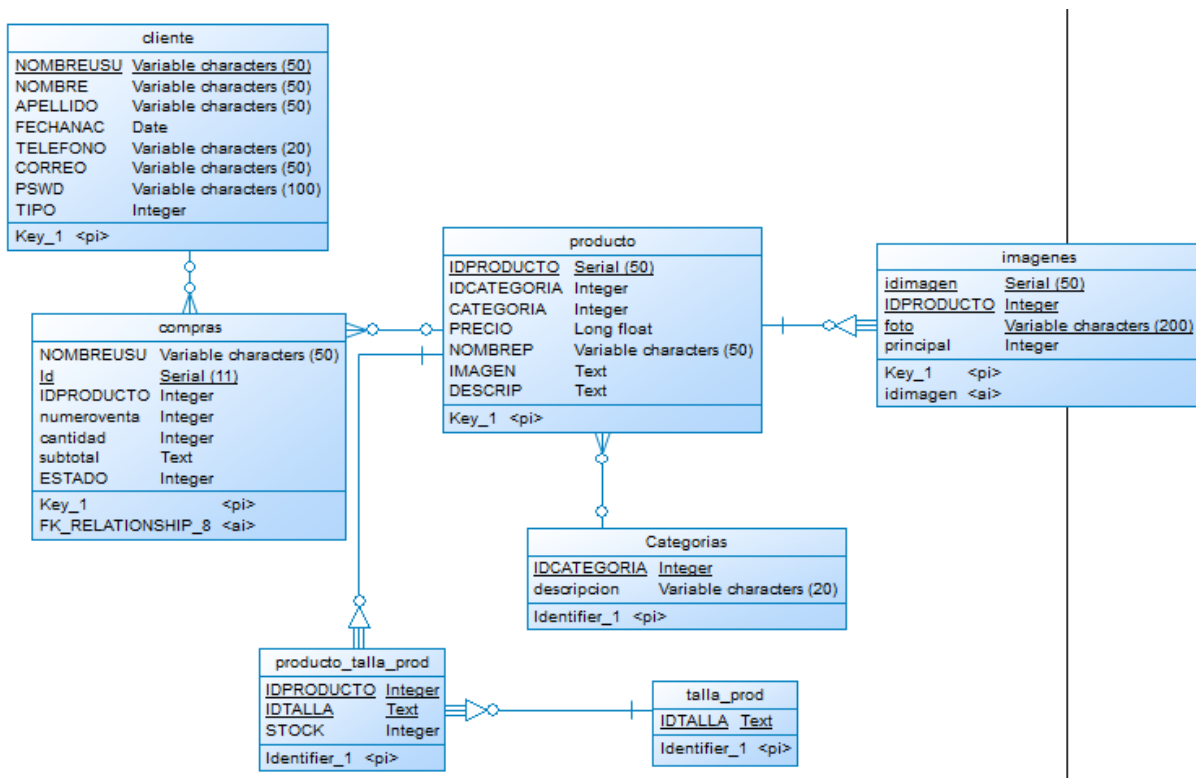 cliente
NOMBREUSU Variable characters (50)
NOMBRE Variable characters (50)
APELLIDO Variable characters (50)
FECHANAC Date
TELEFONO Variable characters (20)
CORREO Variable characters (50)
PSWD Variable characters (100)
TIPO Integer
Key_1 <pi>
compras
NOMBREUSU Variable characters (50)
Id Serial (11)
IDPRODUCTO Integer
numeroventa Integer
cantidad Integer
subtotal Text
ESTADO Integer
Key_1 <pi>
FK_RELATIONSHIP_8 <ai>
producto
IDPRODUCTO Serial (50)
IDCATEGORIA Integer
CATEGORIA Integer
PRECIO Long float
NOMBREP Variable characters (50)
IMAGEN Text
DESCRIP Text
Key_1 <pi>
imagenes
idimagen Serial (50)
IDPRODUCTO Integer
foto Variable characters (200)
principal Integer
Key_1 <pi>
idimagen <ai>
Categorias
IDCATEGORIA Integer
descripcion Variable characters (20)
Identifier_1 <pi>
producto_talla_prod
IDPRODUCTO Integer
IDTALLA Text
STOCK Integer
Identifier_1 <pi>
talla_prod
IDTALLA Text
Identifier_1 <pi>